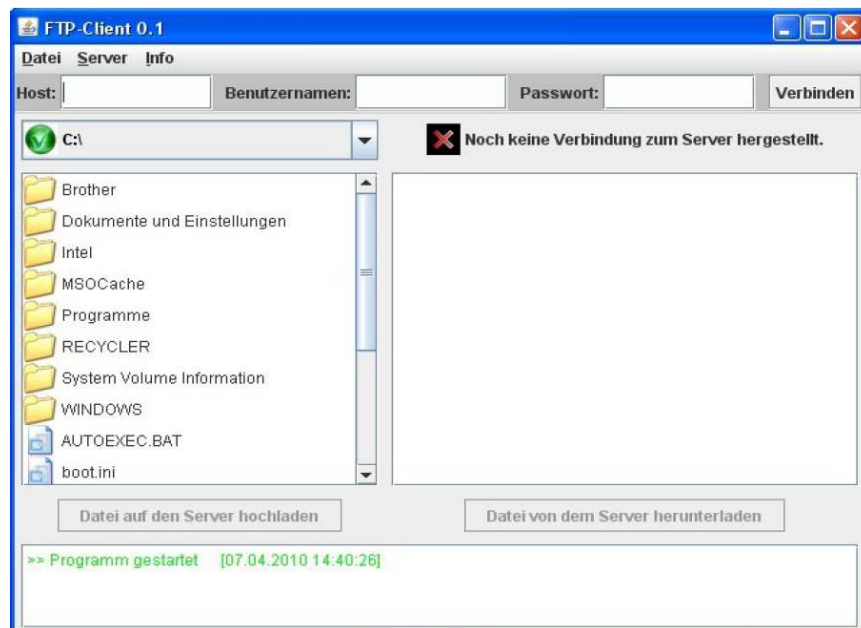 FTP-Client 0.1
Datei Server Info
Host: Benutzernamen: Passwort: Verbinden
C:\ Noch keine Verbindung zum Server hergestellt.
Brother
Dokumente und Einstellungen
Intel
MSOCache
Programme
RECYCLER
System Volume Information
WINDOWS
AUTOEXEC.BAT
boot.ini
Datei auf den Server hochladen Datei von dem Server herunterladen
>> Programm gestartet [07.04.2010 14:40:26]